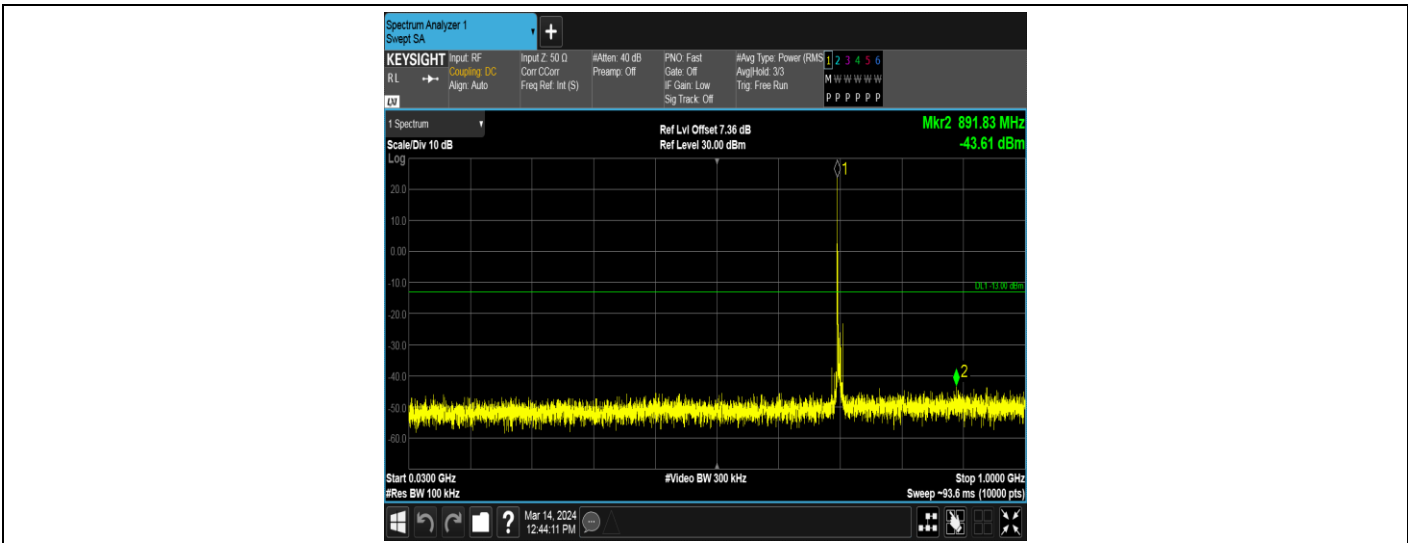 Spectrum Analyzer 1
Swept SA
+
KEYSIGHT
RL
LXI
Input: RF
Coupling: DC
Align: Auto
Input Z: 50 Ω
Corr CCorr
Freq Ref: Int (S)
#Atten: 40 dB
Preamp: Off
PNO: Fast
Gate: Off
IF Gain: Low
Sig Track: Off
#Avg Type: Power (RMS
Avg|Hold: 3/3
Trig: Free Run
1 2 3 4 5 6
M W W W W W
P P P P P P
1 Spectrum
Scale/Div 10 dB
Ref Lvl Offset 7.36 dB
Ref Level 30.00 dBm
Mkr2 891.83 MHz
-43.61 dBm
Log
1
20.0
10.0
0.00
-10.0
DL1 -13.00 dBm
-20.0
-30.0
-40.0
2
-50.0
-60.0
Start 0.0300 GHz
#Video BW 300 kHz
Stop 1.0000 GHz
#Res BW 100 kHz
Sweep ~93.6 ms (10000 pts)
?
Mar 14, 2024
12:44:11 PM